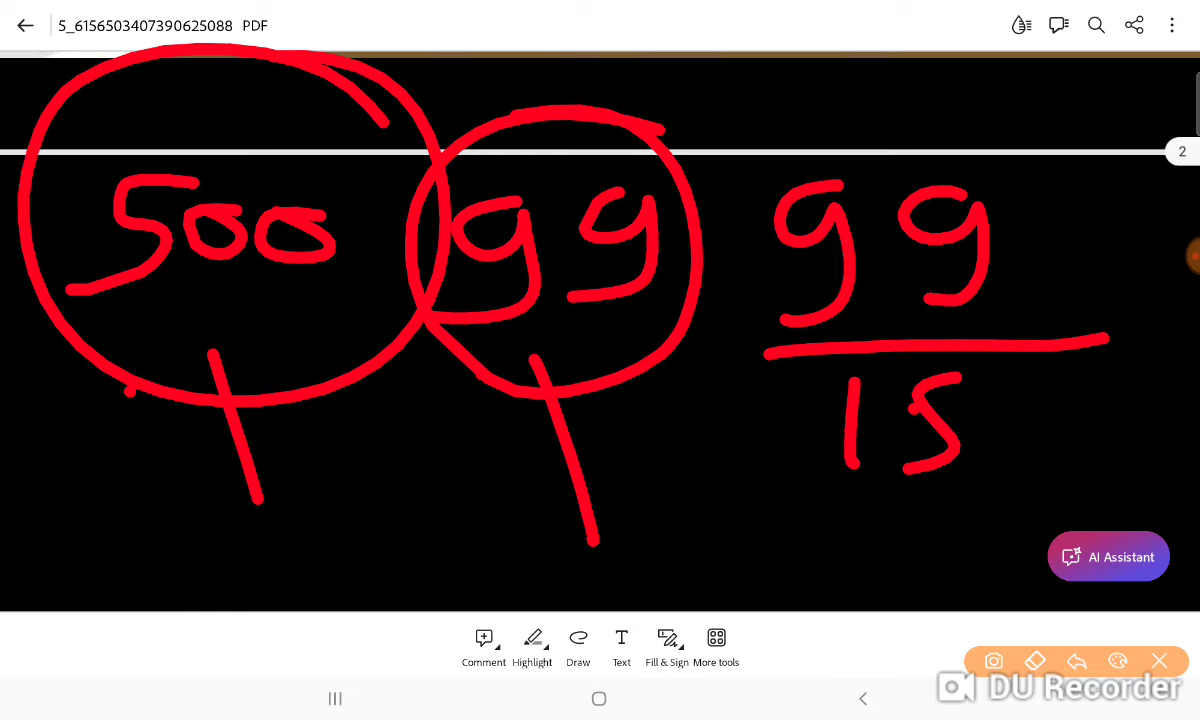 5_6156503407390625088 PDF
2
500 99 99
15
AI Assistant
Comment Highlight Draw Text Fill & Sign More tools
DU Recorder